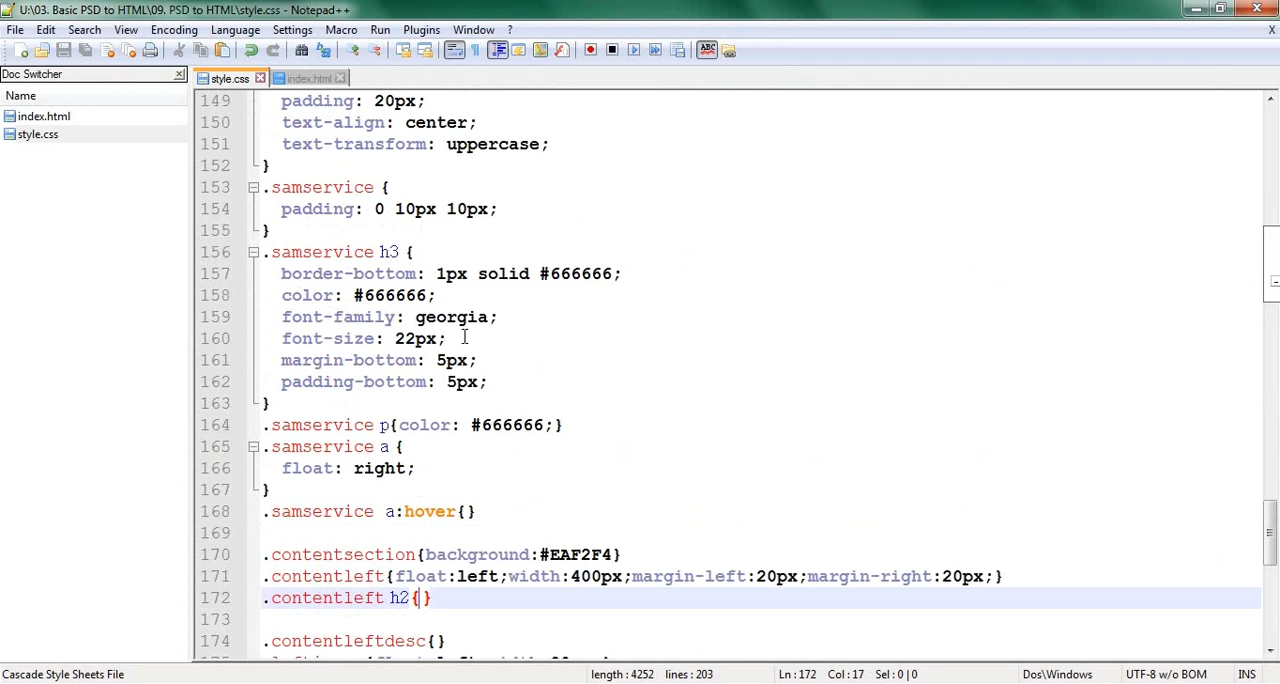 U:\03. Basic PSD to HTML\09. PSD to HTML\style.css - Notepad++
File Edit Search View Encoding Language Settings Macro Run Plugins Window ? X
ABC
Doc Switcher
style.css index.html
Name
index.html
style.css
149 padding: 20px;
150 text-align: center;
151 text-transform: uppercase;
152 }
153 .samservice {
154 padding: 0 10px 10px;
155 }
156 .samservice h3 {
157 border-bottom: 1px solid #666666;
158 color: #666666;
159 font-family: georgia;
160 font-size: 22px;
161 margin-bottom: 5px;
162 padding-bottom: 5px;
163 }
164 .samservice p{color: #666666;}
165 .samservice a {
166 float: right;
167 }
168 .samservice a:hover{}
169
170 .contentsection{background:#EAF2F4}
171 .contentleft{float:left;width:400px;margin-left:20px;margin-right:20px;}
172 .contentleft h2{}
173
174 .contentleftdesc{}
Cascade Style Sheets File length : 4252 lines : 203 Ln : 172 Col : 17 Sel : 0 | 0 Dos\Windows UTF-8 w/o BOM INS